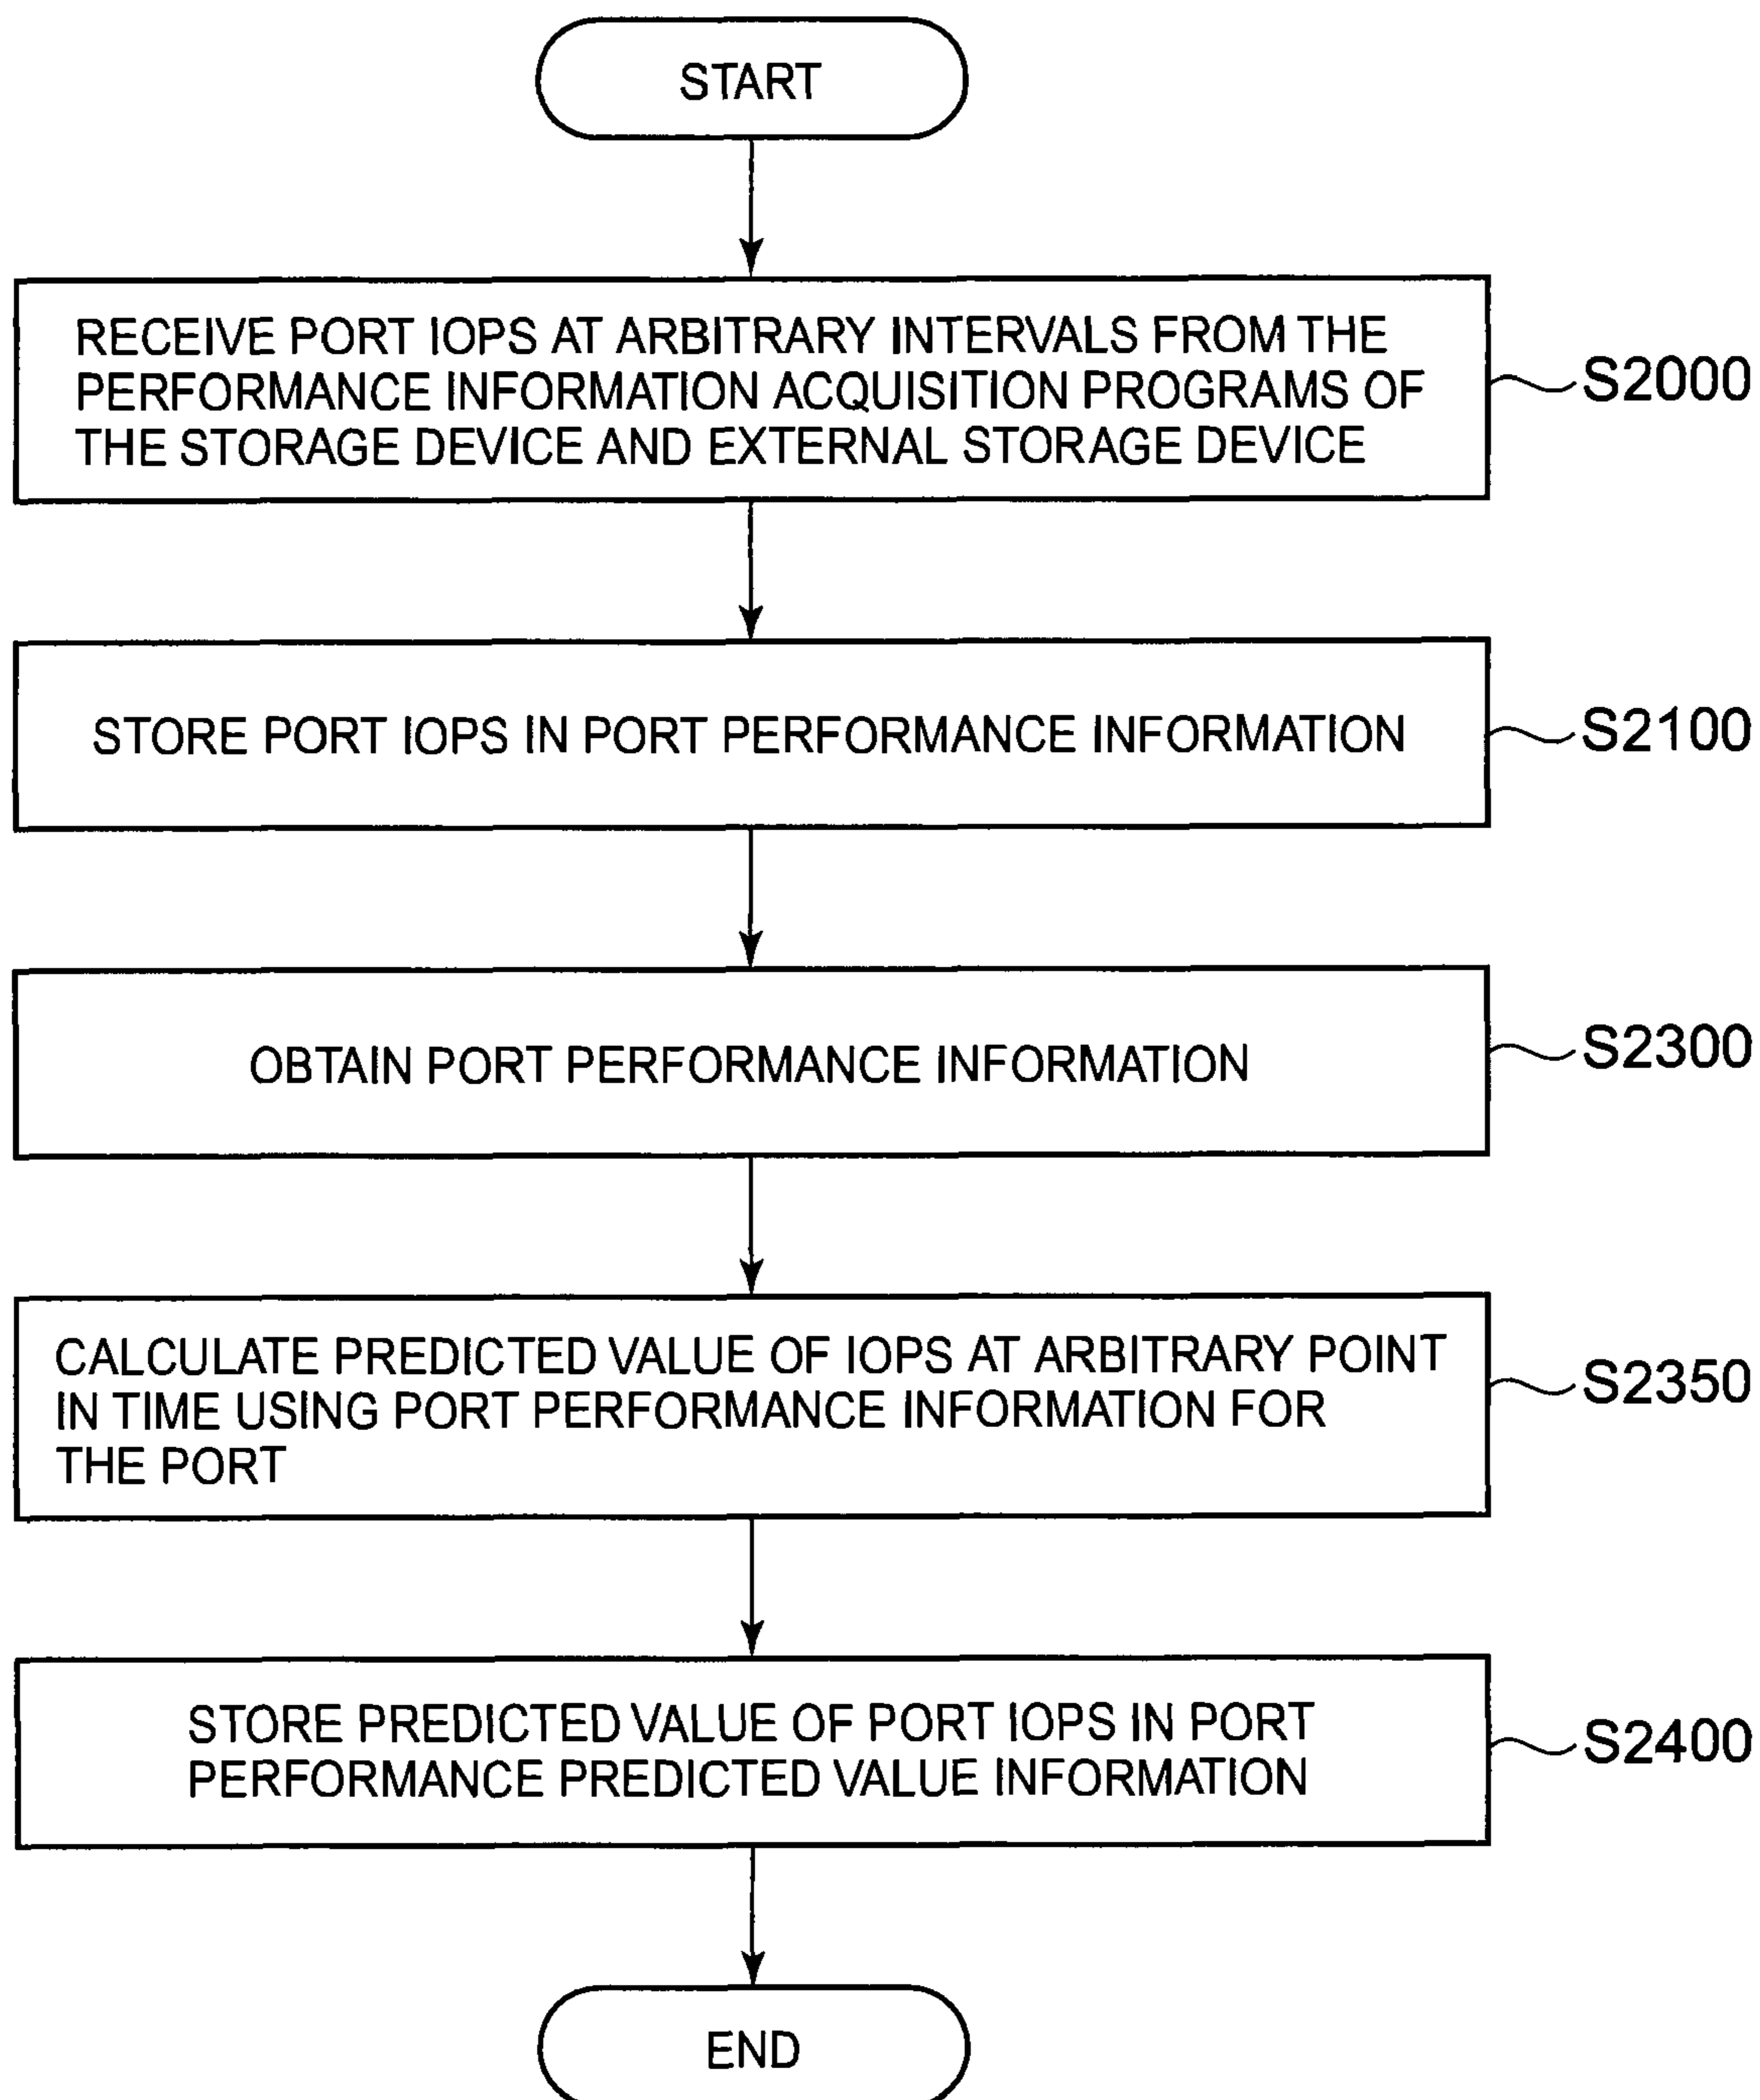 START
RECEIVE PORT IOPS AT ARBITRARY INTERVALS FROM THE
PERFORMANCE INFORMATION ACQUISITION PROGRAMS OF
THE STORAGE DEVICE AND EXTERNAL STORAGE DEVICE
S2000
STORE PORT IOPS IN PORT PERFORMANCE INFORMATION
S2100
OBTAIN PORT PERFORMANCE INFORMATION
S2300
CALCULATE PREDICTED VALUE OF IOPS AT ARBITRARY POINT
IN TIME USING PORT PERFORMANCE INFORMATION FOR
THE PORT
S2350
STORE PREDICTED VALUE OF PORT IOPS IN PORT
PERFORMANCE PREDICTED VALUE INFORMATION
S2400
END